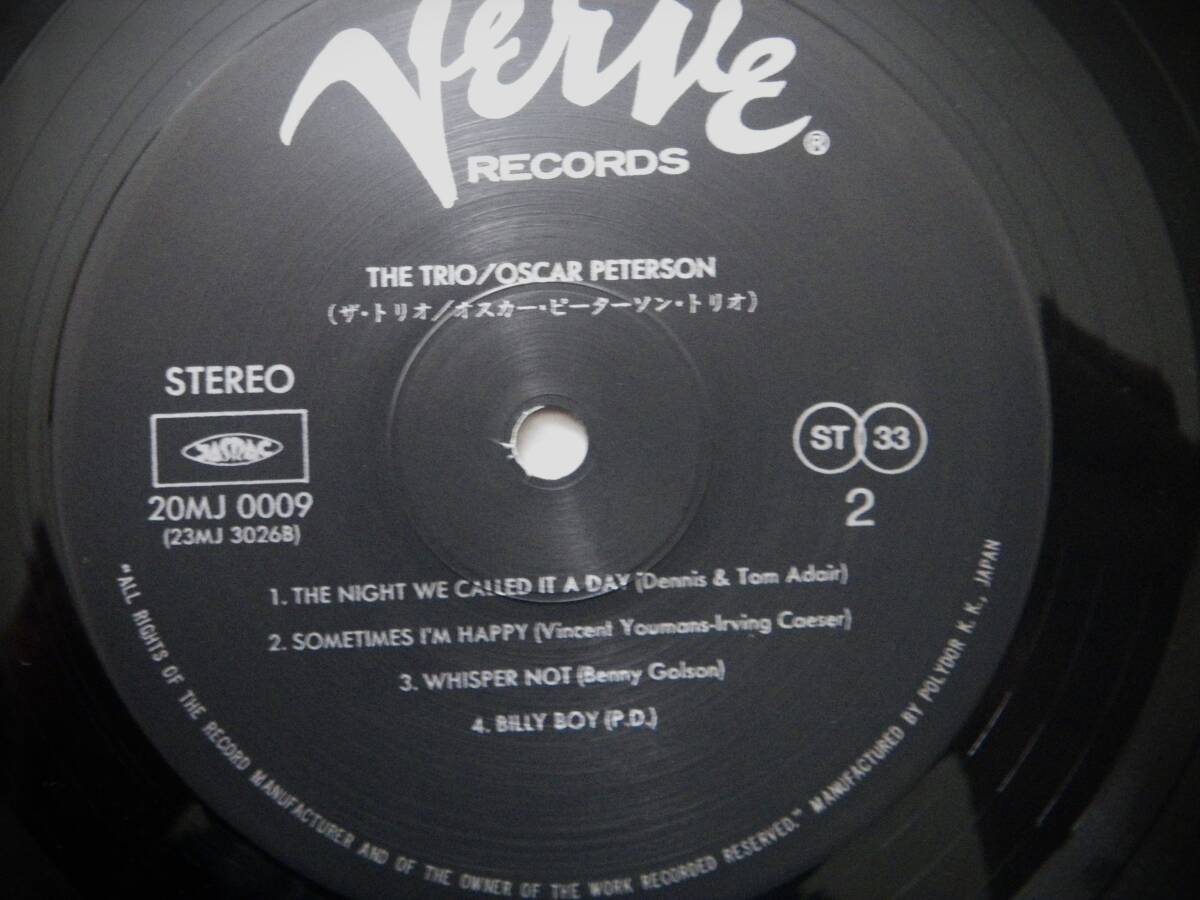 Verve®
RECORDS
THE TRIO/OSCAR PETERSON
(ザ・トリオ/オスカー・ピーターソン・トリオ)
STEREO
JASRAC
20MJ 0009
(23MJ 3026B)
ST 33
2
1. THE NIGHT WE CALLED IT A DAY (Dennis & Tom Adair)
2. SOMETIMES I'M HAPPY (Vincent Youmans-Irving Caeser)
3. WHISPER NOT (Benny Golson)
4. BILLY BOY (P.D.)
"ALL RIGHTS OF THE RECORD MANUFACTURER AND OF THE OWNER OF THE WORK RECORDED RESERVED." MANUFACTURED BY POLYDOR K.K., JAPAN